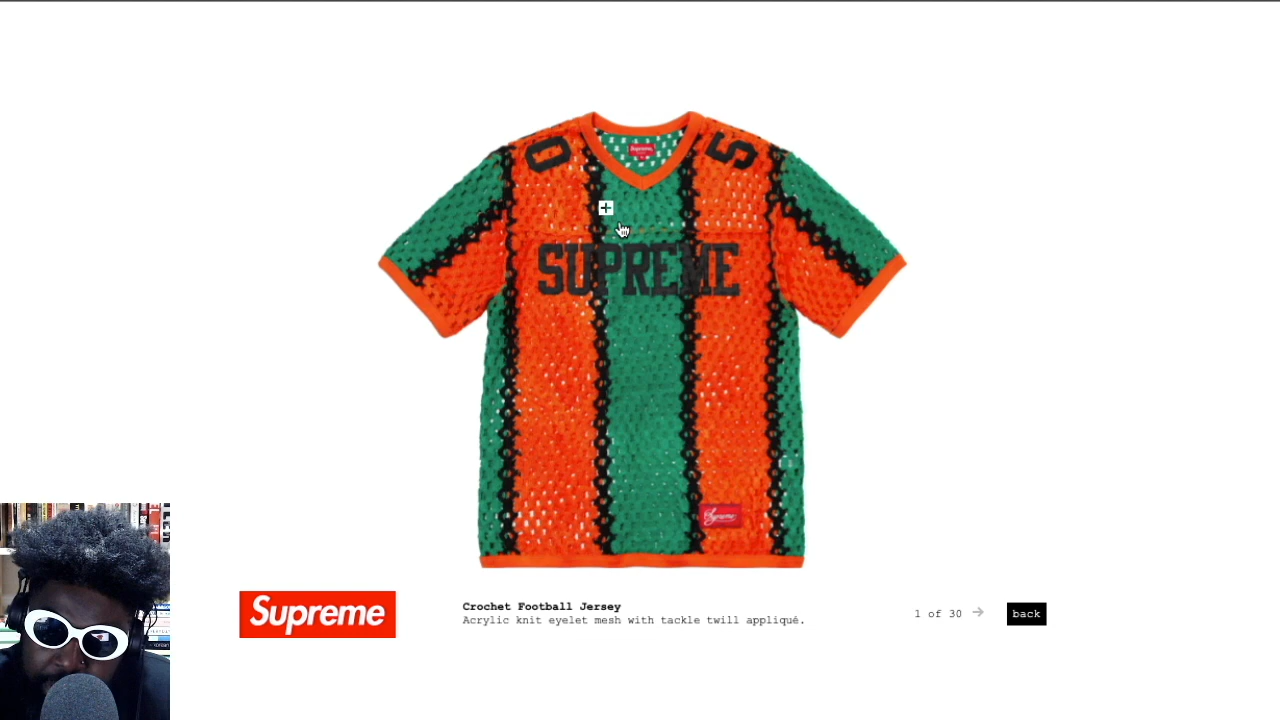 0 5
Supreme
SUPREME
Supreme
Supreme
Crochet Football Jersey
Acrylic knit eyelet mesh with tackle twill appliqué.
1 of 30
back